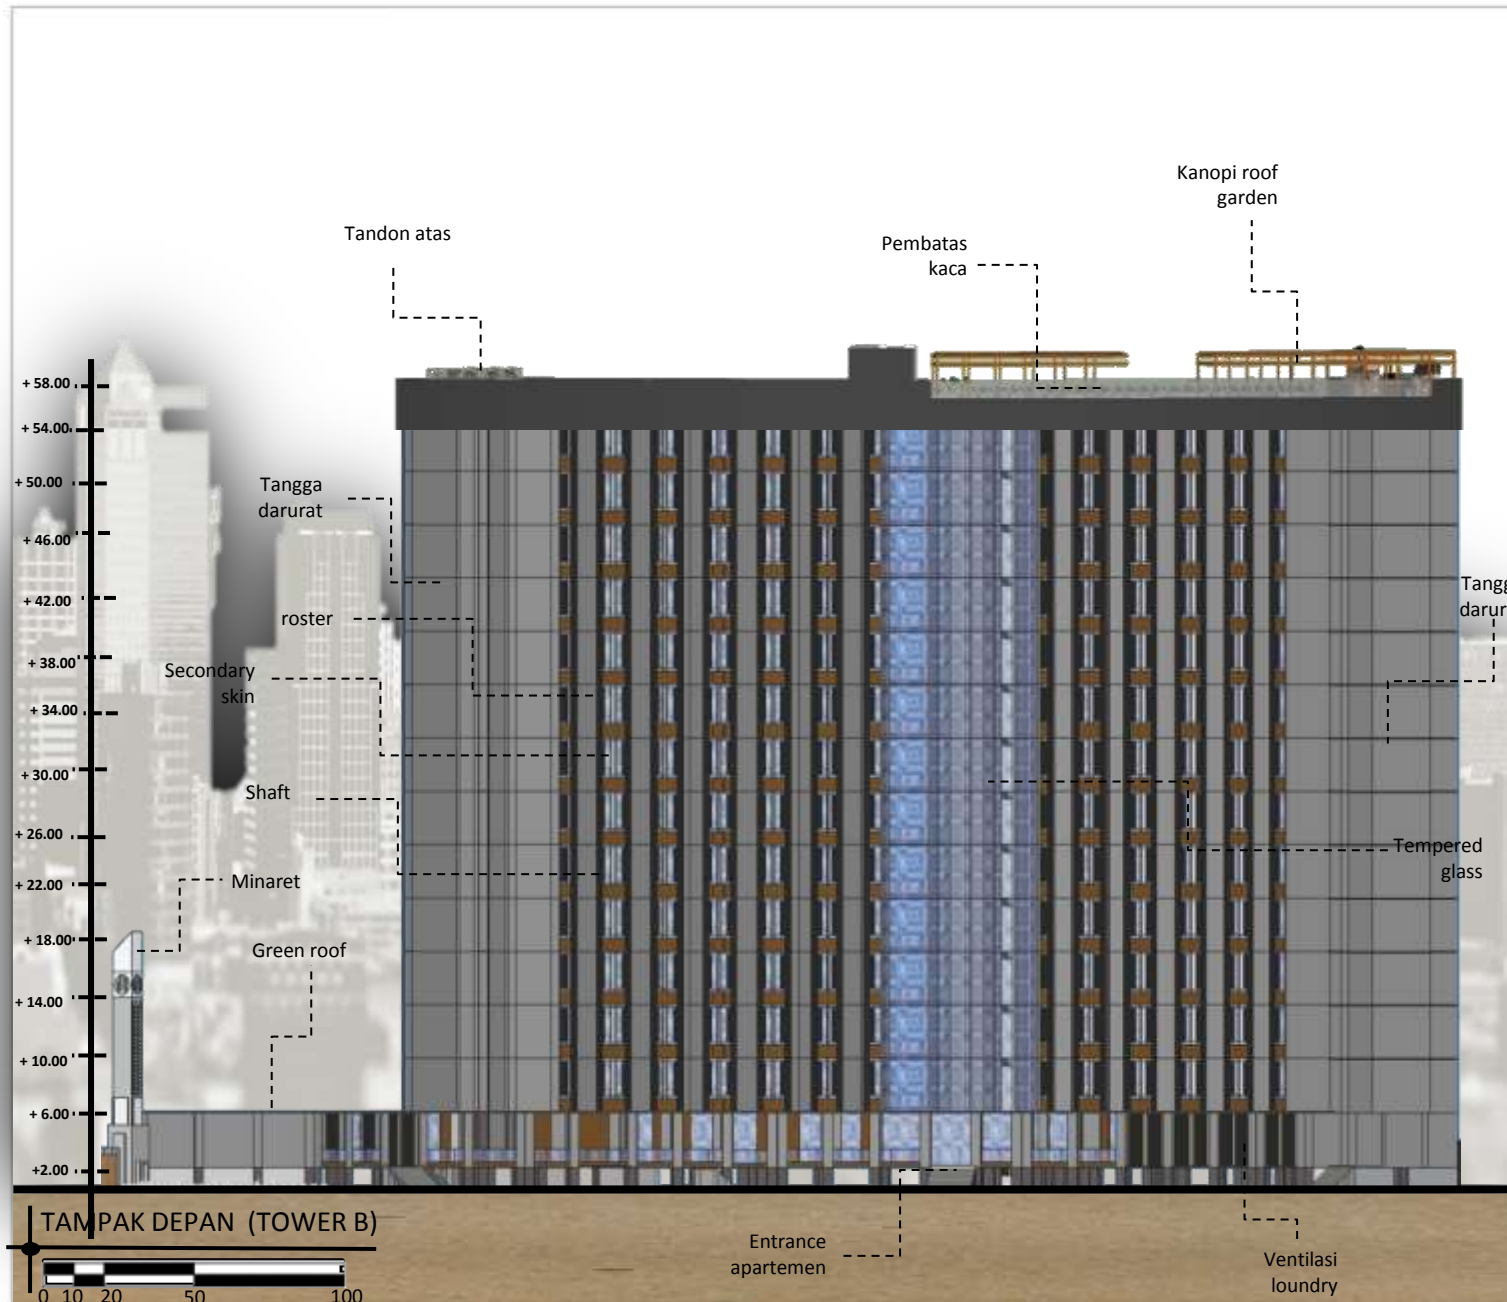 Kanopi roof
garden
Tandon atas
Pembatas
kaca
+ 58.00
+ 54.00
+ 50.00
+ 46.00
+ 42.00
+ 38.00
+ 34.00
+ 30.00
+ 26.00
+ 22.00
+ 18.00
+ 14.00
+ 10.00
+ 6.00
+2.00
Tangga
darurat
roster
Secondary
skin
Shaft
Minaret
Green roof
Tangg
darur
Tempered
glass
TAMPAK DEPAN (TOWER B)
0 10 20 50 100
Entrance
apartemen
Ventilasi
loundry